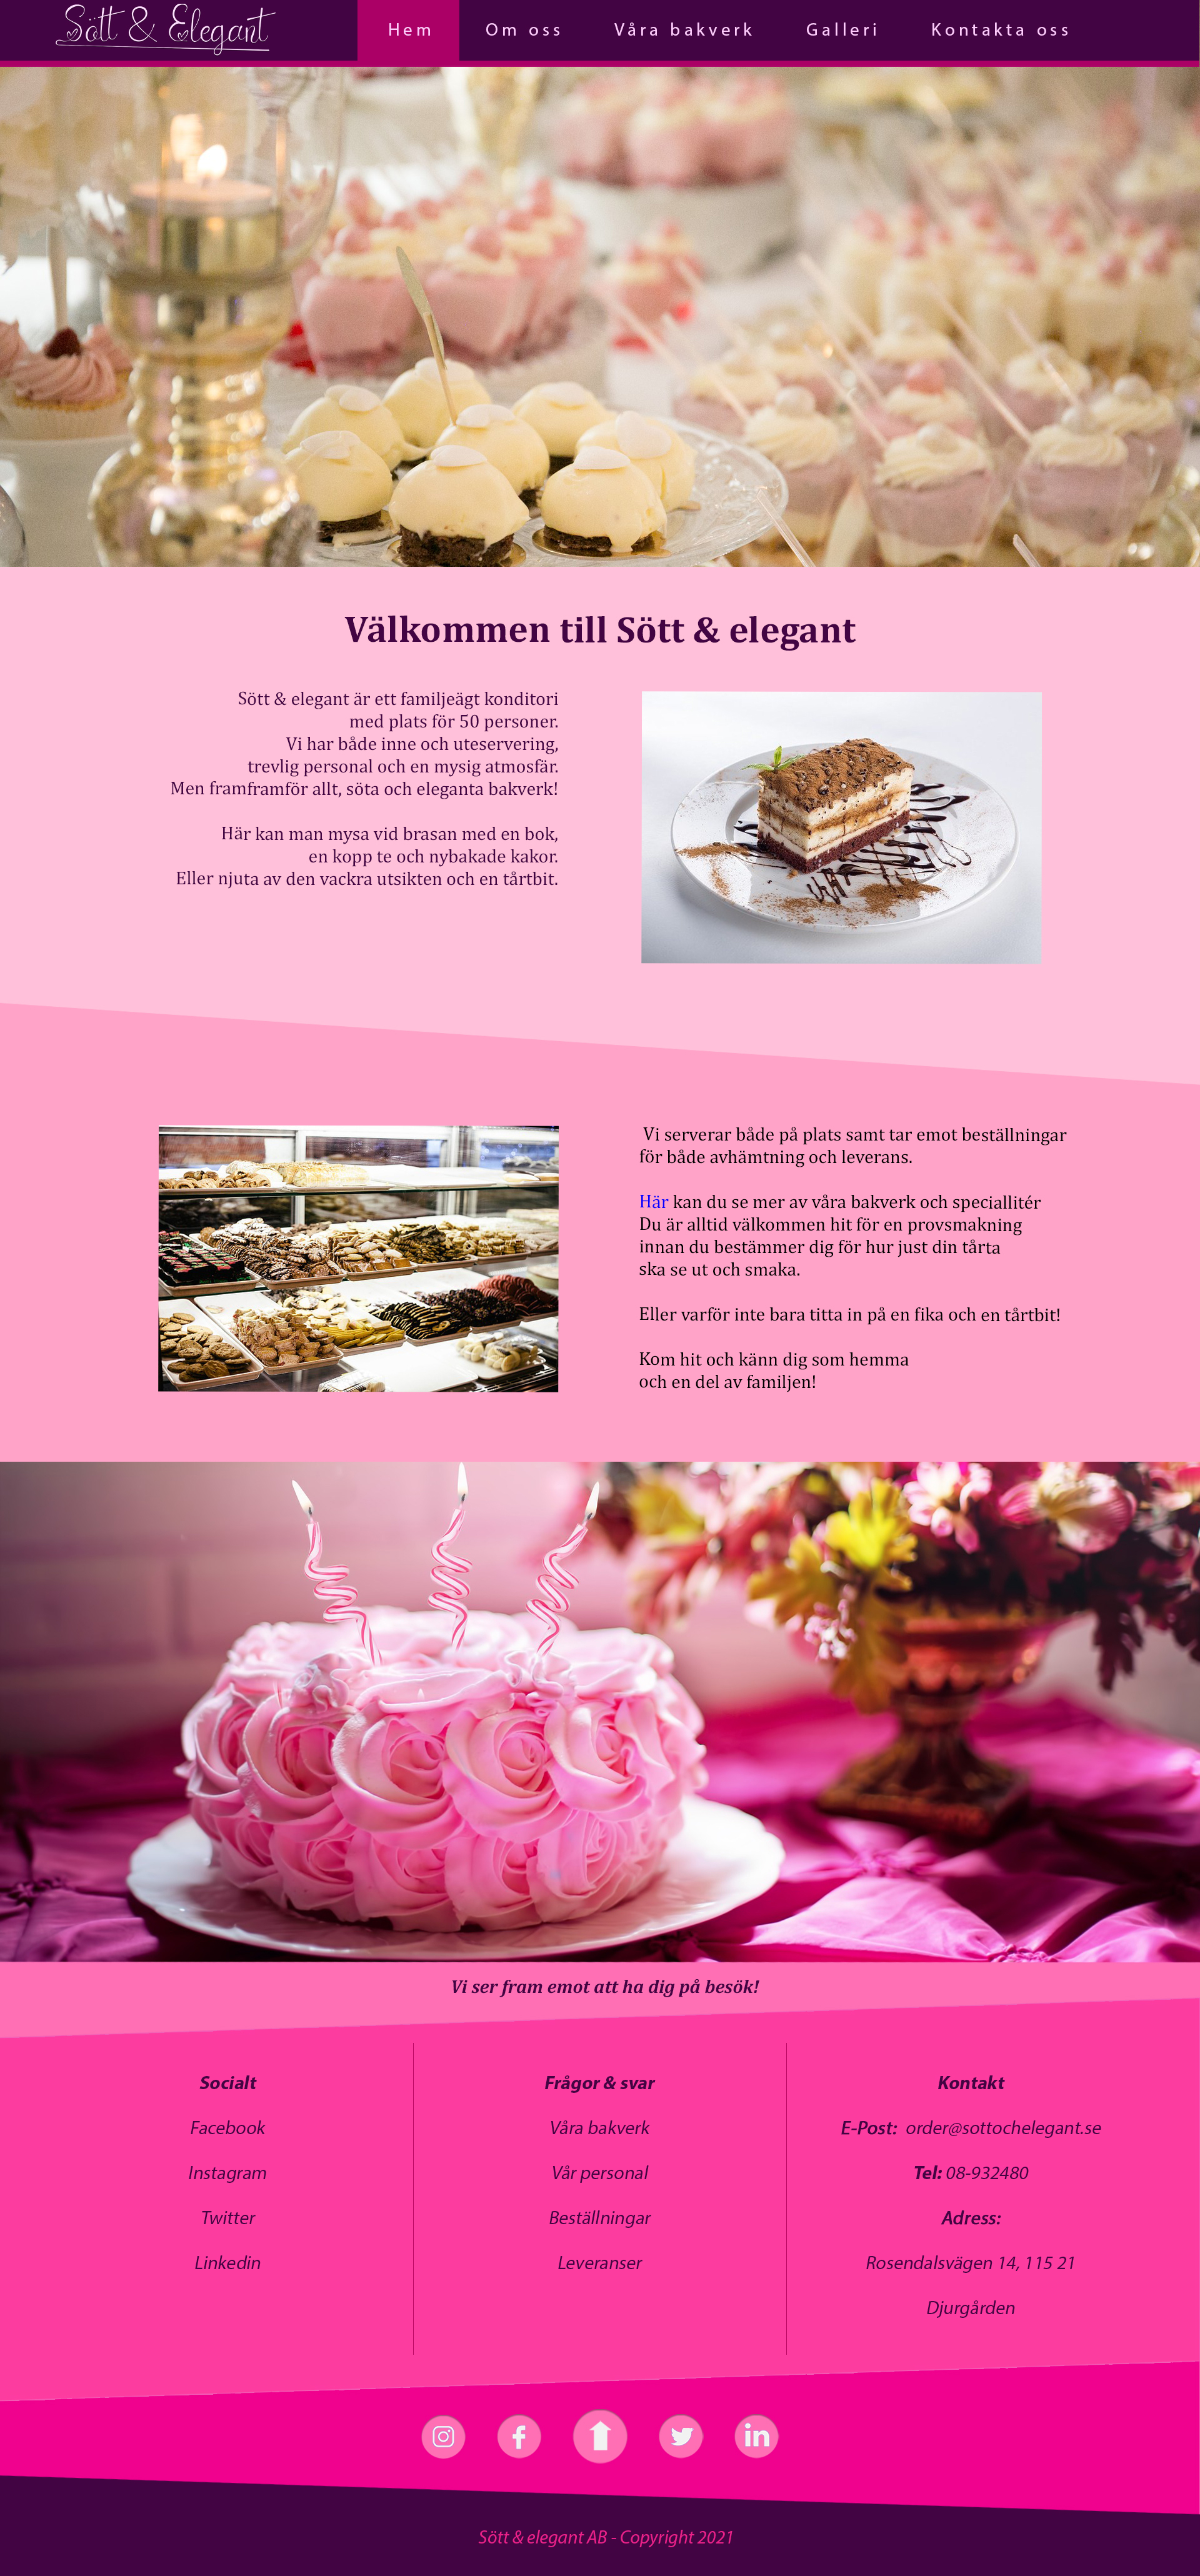 Sött & Elegant
Hem
Om oss
Våra bakverk
Galleri
Kontakta oss
Välkommen till Sött & elegant
Sött & elegant är ett familjeägt konditori
med plats för 50 personer.
Vi har både inne och uteservering,
trevlig personal och en mysig atmosfär.
Men framframför allt, söta och eleganta bakverk!
Här kan man mysa vid brasan med en bok,
en kopp te och nybakade kakor.
Eller njuta av den vackra utsikten och en tårtbit.
Vi serverar både på plats samt tar emot beställningar
för både avhämtning och leverans.
Här kan du se mer av våra bakverk och speciallitér
Du är alltid välkommen hit för en provsmakning
innan du bestämmer dig för hur just din tårta
ska se ut och smaka.
Eller varför inte bara titta in på en fika och en tårtbit!
Kom hit och känn dig som hemma
och en del av familjen!
Vi ser fram emot att ha dig på besök!
Socialt
Facebook
Instagram
Twitter
Linkedin
Frågor & svar
Våra bakverk
Vår personal
Beställningar
Leveranser
Kontakt
E-Post: order@sottochelegant.se
Tel: 08-932480
Adress:
Rosendalsvägen 14, 115 21
Djurgården
Sött & elegant AB - Copyright 2021